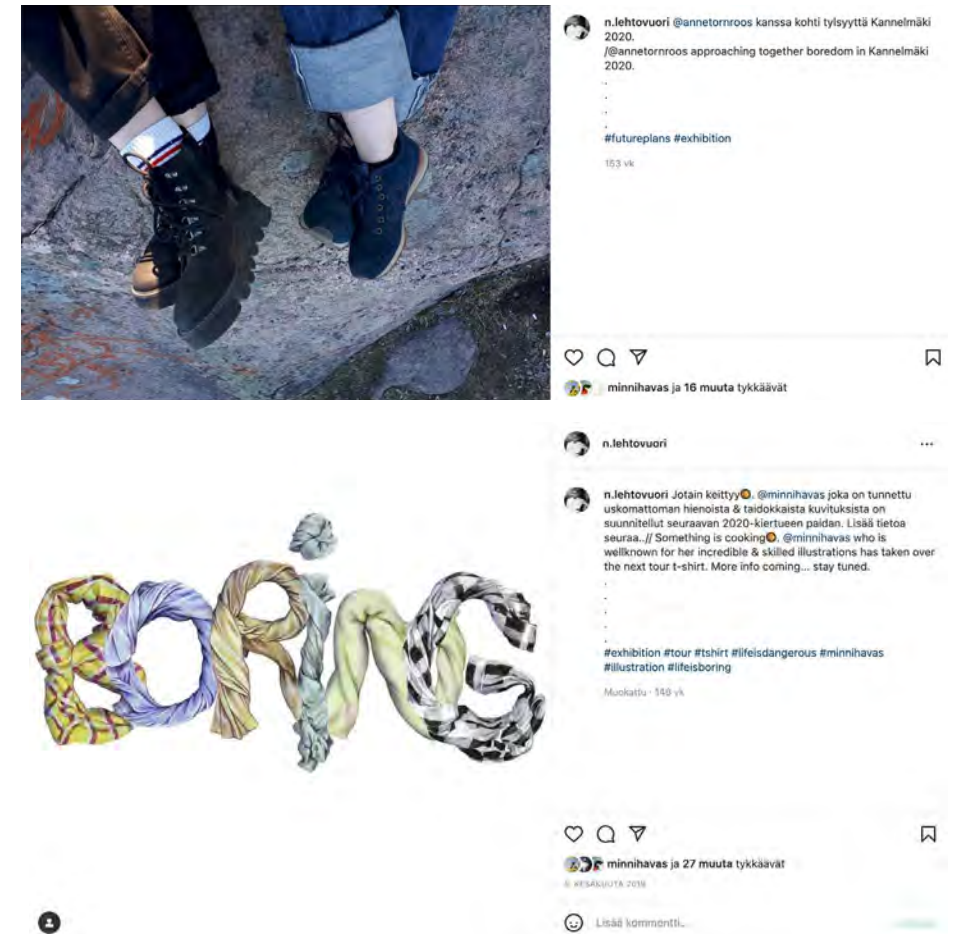 n.lehtovuori @annetornroos kanssa kohti tylsyyttä Kannelmäki
2020.
/@annetornroos approaching together boredom in Kannelmäki
2020.
.
.
.
.
#futureplans #exhibition
153 vk
minnihavas ja 16 muuta tykkäävät
n.lehtovuori
n.lehtovuori Jotain keittyy🥘. @minnihavas joka on tunnettu
uskomattoman hienoista & taidokkaista kuvituksista on
suunnitellut seuraavan 2020-kiertueen paidan. Lisää tietoa
seuraa..// Something is cooking🥘. @minnihavas who is
wellknown for her incredible & skilled illustrations has taken over
the next tour t-shirt. More info coming... stay tuned.
.
.
.
.
.
#exhibition #tour #tshirt #lifeisdangerous #minnihavas
#illustration #lifeisboring
Muokattu · 148 vk
BORiNG
minnihavas ja 27 muuta tykkäävät
KESÄKUUTA 2019
Lisää kommentti...